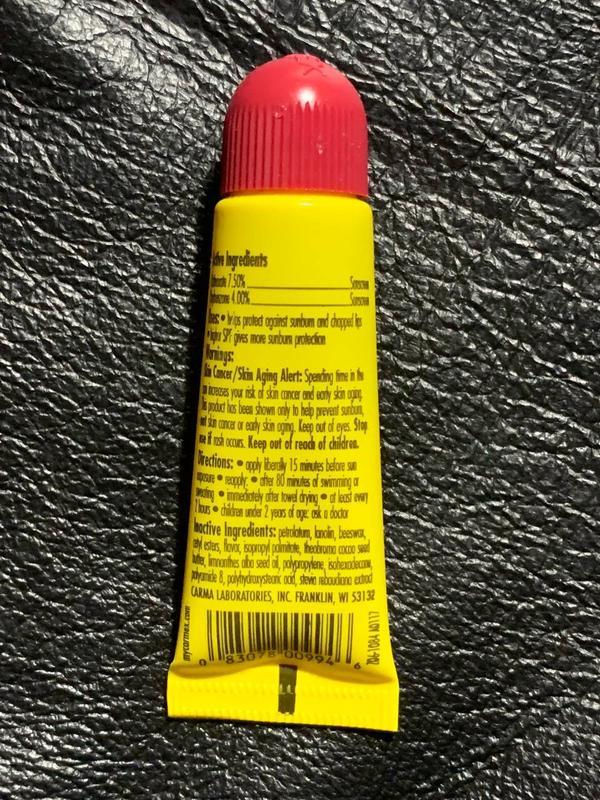 Active Ingredients
Octinoxate 7.50% Sunscreen
Oxybenzone 4.00% Sunscreen
Uses: • helps protect against sunburn and chapped lips
• higher SPF gives more sunburn protection
Warnings:
Skin Cancer/Skin Aging Alert: Spending time in the
sun increases your risk of skin cancer and early skin aging.
This product has been shown only to help prevent sunburn,
not skin cancer or early skin aging. Keep out of eyes. Stop
use if rash occurs. Keep out of reach of children.
Directions: • apply liberally 15 minutes before sun
exposure • reapply: • after 80 minutes of swimming or
sweating • immediately after towel drying • at least every
2 hours • children under 2 years of age: ask a doctor
Inactive Ingredients: petrolatum, lanolin, beeswax,
cetyl esters, flavor, isopropyl palmitate, theobroma cacao seed
butter, limnanthes alba seed oil, polypropylene, isohexadecane,
polyamide 8, polyhydroxystearic acid, stevia rebaudiana extract
CARMA LABORATORIES, INC. FRANKLIN, WI 53132
mycarmex.com
0 83078 00994 6